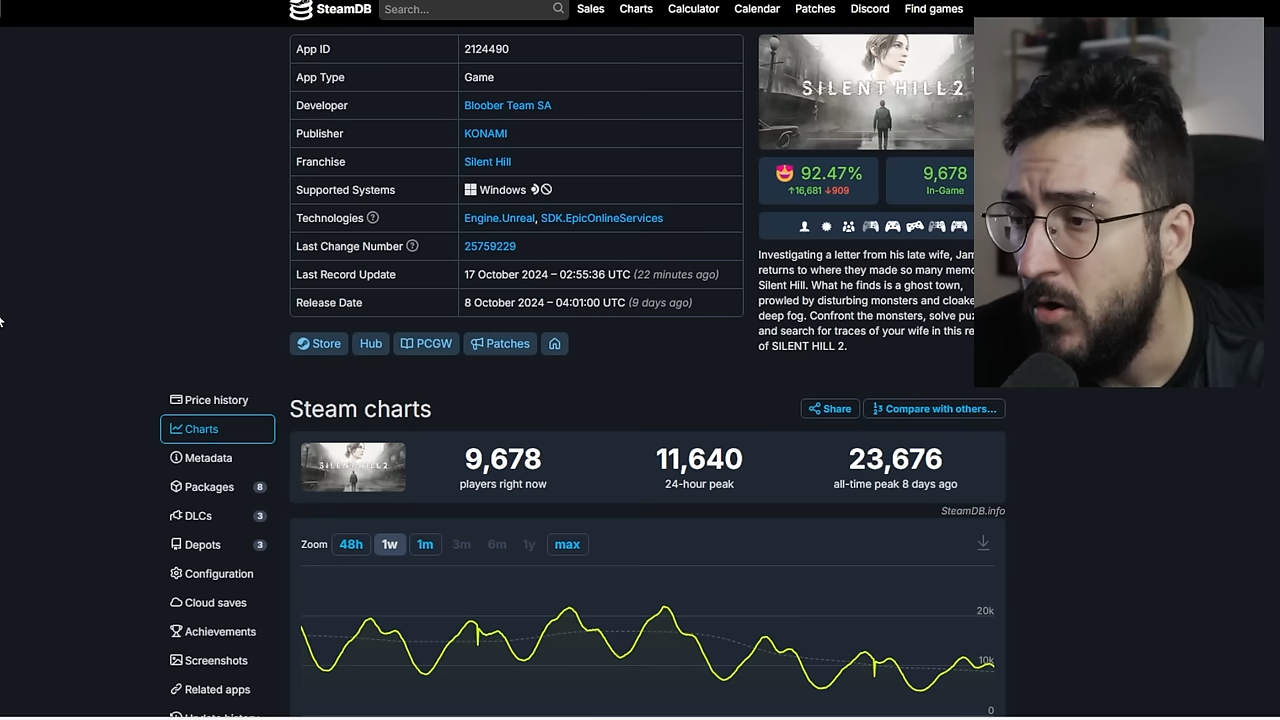 SteamDB
Search...
Sales
Charts
Calculator
Calendar
Patches
Discord
Find games
App ID 2124490
App Type Game
Developer Bloober Team SA
Publisher KONAMI
Franchise Silent Hill
Supported Systems Windows
Technologies Engine.Unreal, SDK.EpicOnlineServices
Last Change Number 25759229
Last Record Update 17 October 2024 – 02:55:36 UTC (22 minutes ago)
Release Date 8 October 2024 – 04:01:00 UTC (9 days ago)
SILENT HILL 2
92.47%
↑16,681 ↓909
9,678
In-Game
Investigating a letter from his late wife, Jam
returns to where they made so many memo
Silent Hill. What he finds is a ghost town,
prowled by disturbing monsters and cloake
deep fog. Confront the monsters, solve puz
and search for traces of your wife in this re
of SILENT HILL 2.
Store
Hub
PCGW
Patches
Price history
Charts
Metadata
Packages 8
DLCs 3
Depots 3
Configuration
Cloud saves
Achievements
Screenshots
Related apps
Update history
Steam charts
Share
Compare with others...
SILENT HILL 2
9,678
players right now
11,640
24-hour peak
23,676
all-time peak 8 days ago
SteamDB.info
Zoom 48h 1w 1m 3m 6m 1y max
20k
10k
0